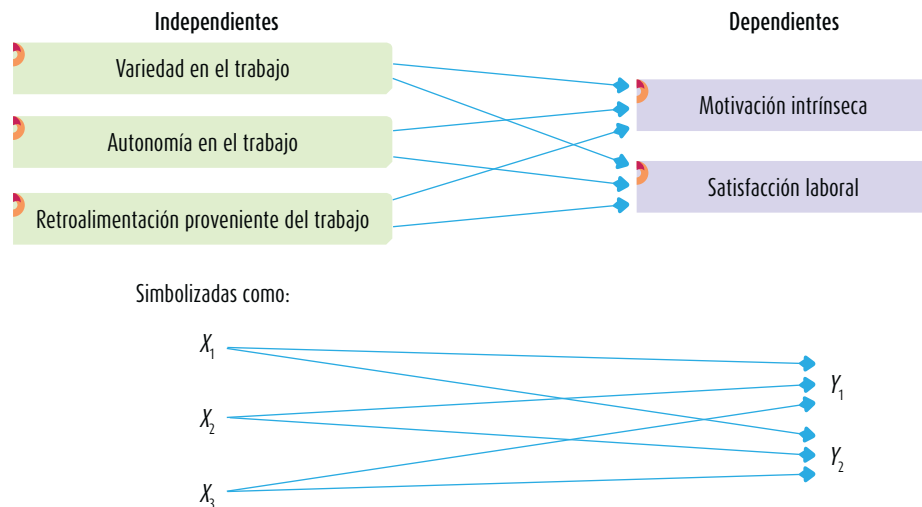 Independientes
Dependientes
Variedad en el trabajo
Motivación intrínseca
Autonomía en el trabajo
Satisfacción laboral
Retroalimentación proveniente del trabajo
Simbolizadas como:
X₁
Y₁
X₂
Y₂
X₃